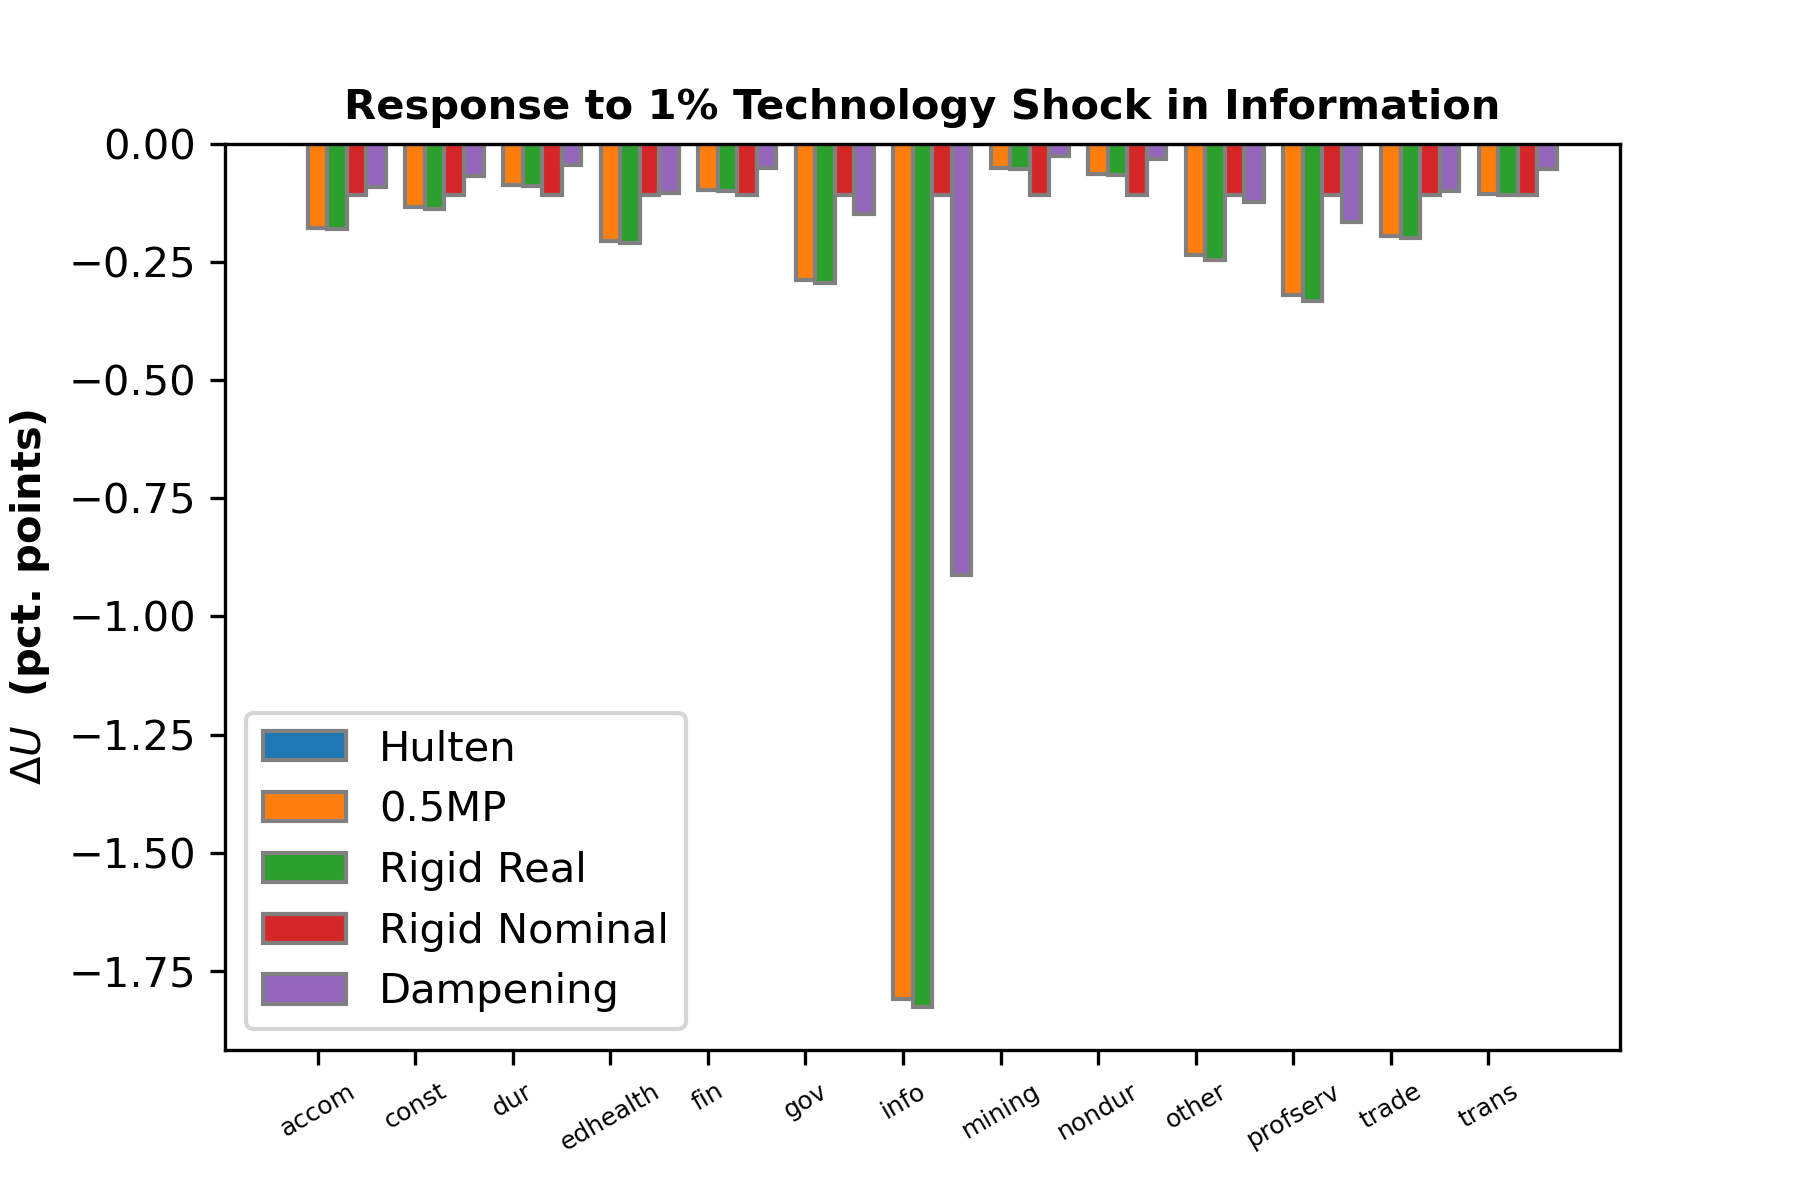 Response to 1% Technology Shock in Information
ΔU (pct. points)
0.00
−0.25
−0.50
−0.75
−1.00
−1.25
−1.50
−1.75
Hulten
0.5MP
Rigid Real
Rigid Nominal
Dampening
accom const dur edhealth fin gov info mining nondur other profserv trade trans